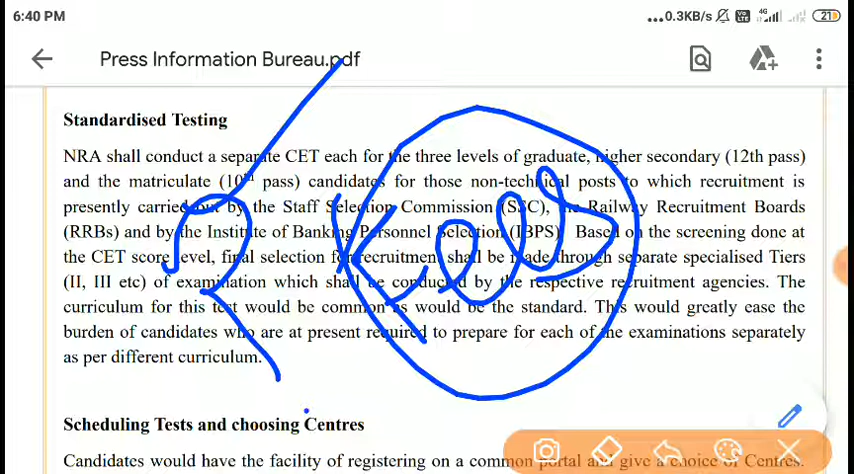 6:40 PM ...0.3KB/s 4G 21
Press Information Bureau.pdf
Standardised Testing
NRA shall conduct a separate CET each for the three levels of graduate, higher secondary (12th pass)
and the matriculate (10th pass) candidates for those non-technical posts to which recruitment is
presently carried out by the Staff Selection Commission (SSC), the Railway Recruitment Boards
(RRBs) and by the Institute of Banking Personnel Selection (IBPS). Based on the screening done at
the CET score level, final selection for recruitment shall be made through separate specialised Tiers
(II, III etc) of examination which shall be conducted by the respective recruitment agencies. The
curriculum for this test would be common as would be the standard. This would greatly ease the
burden of candidates who are at present required to prepare for each of the examinations separately
as per different curriculum.
Scheduling Tests and choosing Centres
Candidates would have the facility of registering on a common portal and give a choice of Centres.